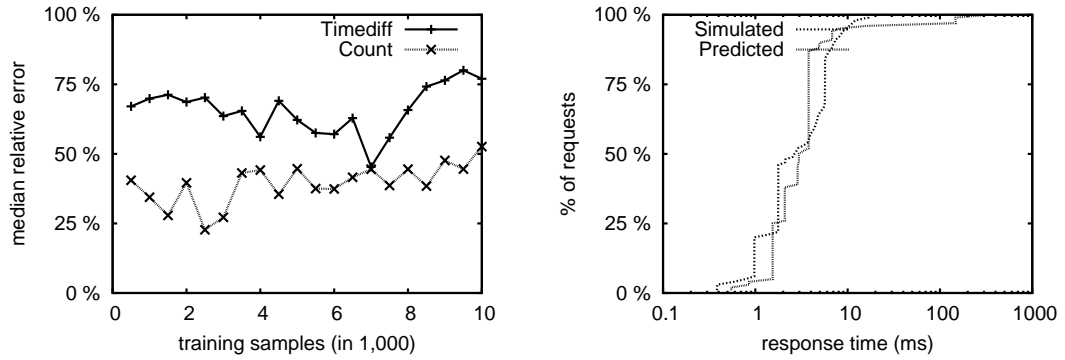 100 %
75 %
50 %
25 %
0 %
median relative error
0 2 4 6 8 10
training samples (in 1,000)
Timediff
Count
100 %
75 %
50 %
25 %
0 %
% of requests
0.1 1 10 100 1000
response time (ms)
Simulated
Predicted